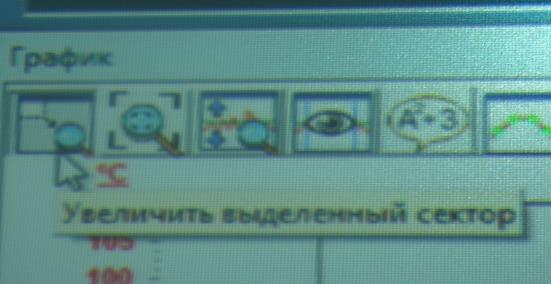 График
A²+3
°C
Увеличить выделенный сектор
105
100